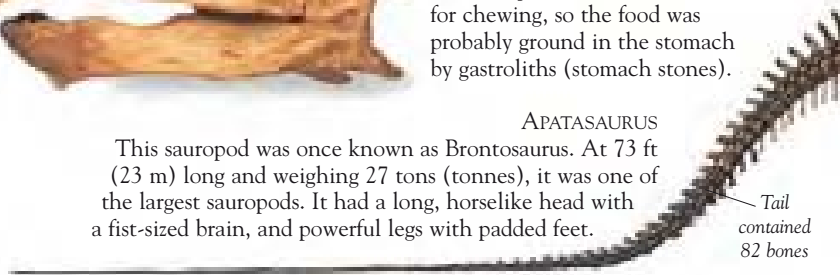 for chewing, so the food was
probably ground in the stomach
by gastroliths (stomach stones).
APATASAURUS
This sauropod was once known as Brontosaurus. At 73 ft
(23 m) long and weighing 27 tons (tonnes), it was one of
the largest sauropods. It had a long, horselike head with
a fist-sized brain, and powerful legs with padded feet.
Tail
contained
82 bones